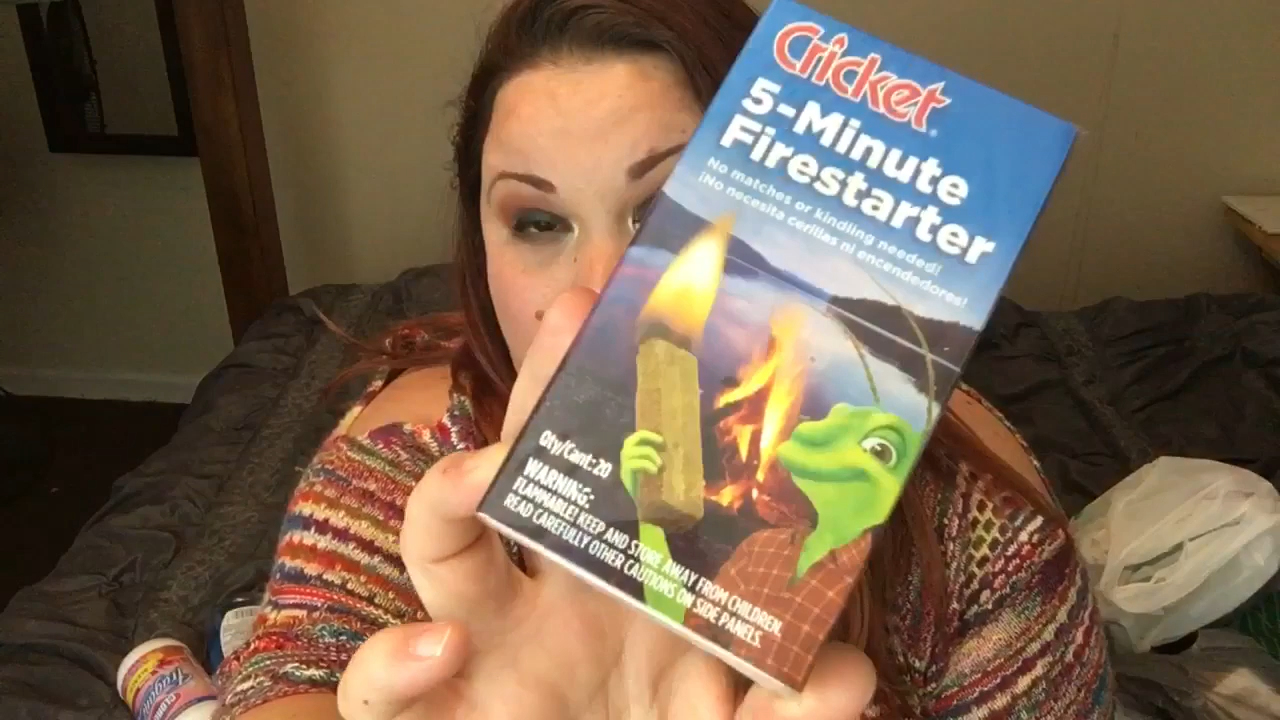 Cricket®
5-Minute
Firestarter
No matches or kindling needed!
¡No necesita cerillas ni encendedores!
Qty/Cant: 20
WARNING:
FLAMMABLE! KEEP AND STORE AWAY FROM CHILDREN.
READ CAREFULLY OTHER CAUTIONS ON SIDE PANELS.